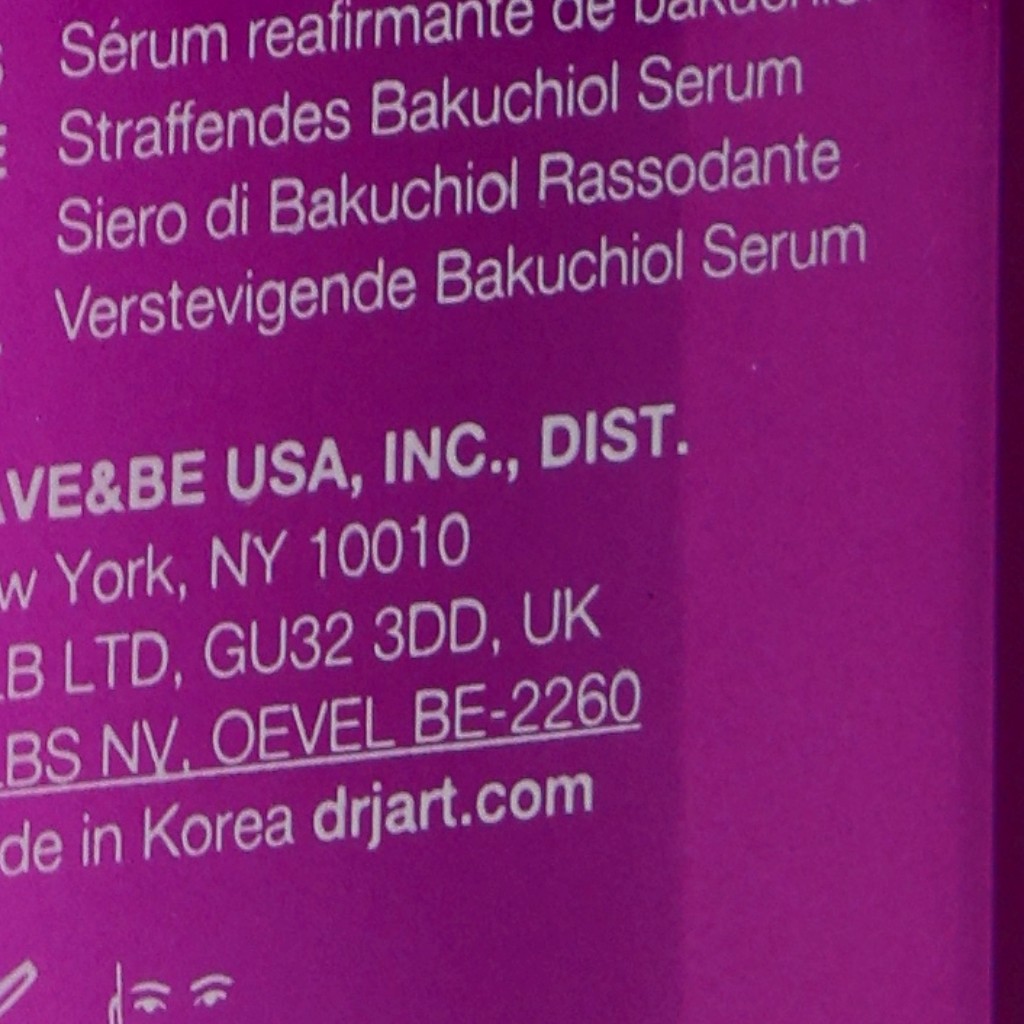 Sérum reafirmante de bakuchiol
Straffendes Bakuchiol Serum
Siero di Bakuchiol Rassodante
Verstevigende Bakuchiol Serum
VE&BE USA, INC., DIST.
w York, NY 10010
B LTD, GU32 3DD, UK
BS NV, OEVEL BE-2260
de in Korea drjart.com